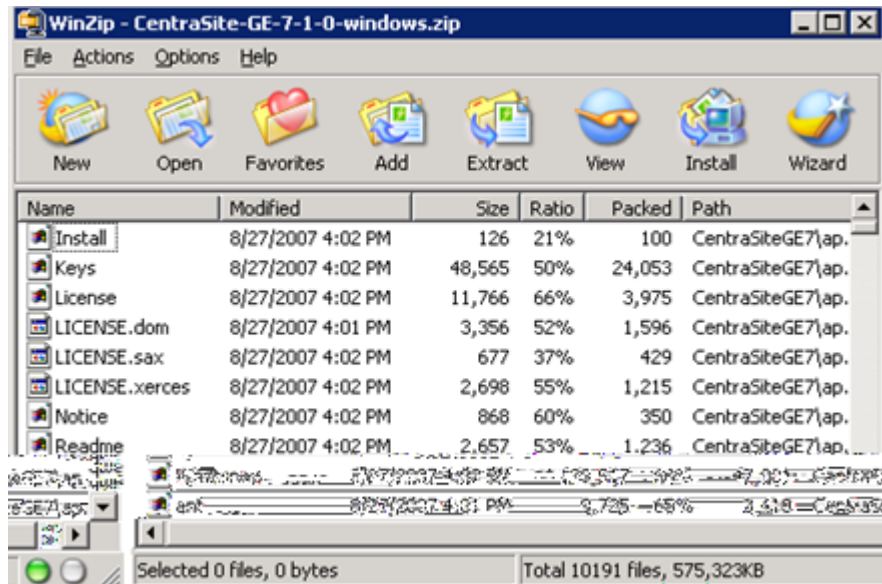 WinZip - CentraSite-GE-7-1-0-windows.zip
File Actions Options Help
New Open Favorites Add Extract View Install Wizard
Name Modified Size Ratio Packed Path
Install 8/27/2007 4:02 PM 126 21% 100 CentraSiteGE7\ap.
Keys 8/27/2007 4:02 PM 48,565 50% 24,053 CentraSiteGE7\ap.
License 8/27/2007 4:02 PM 11,766 66% 3,975 CentraSiteGE7\ap.
LICENSE.dom 8/27/2007 4:01 PM 3,356 52% 1,596 CentraSiteGE7\ap.
LICENSE.sax 8/27/2007 4:02 PM 677 37% 429 CentraSiteGE7\ap.
LICENSE.xerces 8/27/2007 4:02 PM 2,698 55% 1,215 CentraSiteGE7\ap.
Notice 8/27/2007 4:02 PM 868 60% 350 CentraSiteGE7\ap.
Readme 8/27/2007 4:02 PM 2,657 53% 1,236 CentraSiteGE7\ap.
ant PM
Selected 0 files, 0 bytes Total 10191 files, 575,323KB